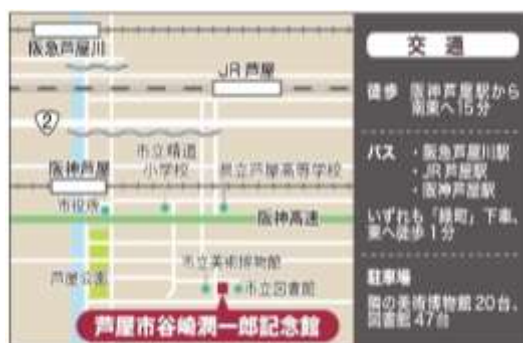 阪急芦屋川
JR芦屋
2
市立精道
小学校
県立芦屋高等学校
阪神芦屋
市役所
阪神高速
市立美術博物館
芦屋公園
市立図書館
芦屋市谷崎潤一郎記念館
交通
徒歩 阪神芦屋駅から
南東へ15分
バス ・阪急芦屋川駅
・JR芦屋駅
・阪神芦屋駅
いずれも「緑町」下車、
東へ徒歩1分
駐車場
隣の美術博物館20台、
図書館47台